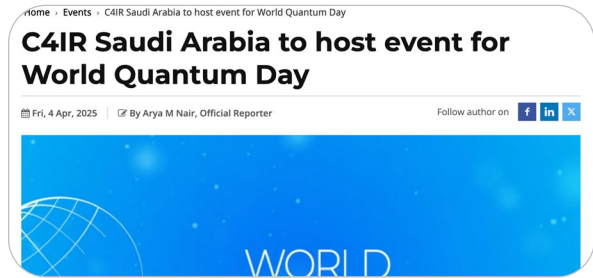 Home › Events › C4IR Saudi Arabia to host event for World Quantum Day
C4IR Saudi Arabia to host event for
World Quantum Day
Fri, 4 Apr, 2025 By Arya M Nair, Official Reporter Follow author on f in X
WORLD